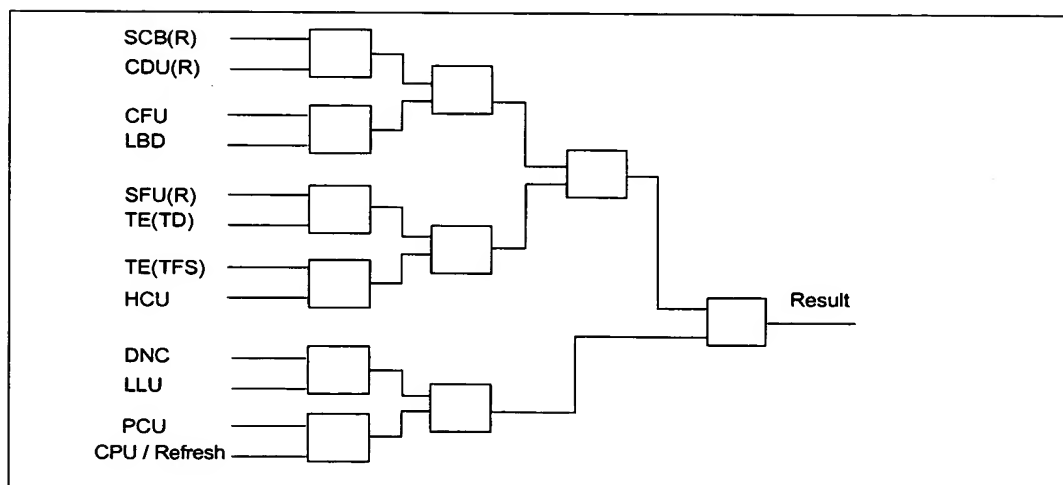 SCB(R)
CDU(R)
CFU
LBD
SFU(R)
TE(TD)
TE(TFS)
HCU
Result
DNC
LLU
PCU
CPU / Refresh